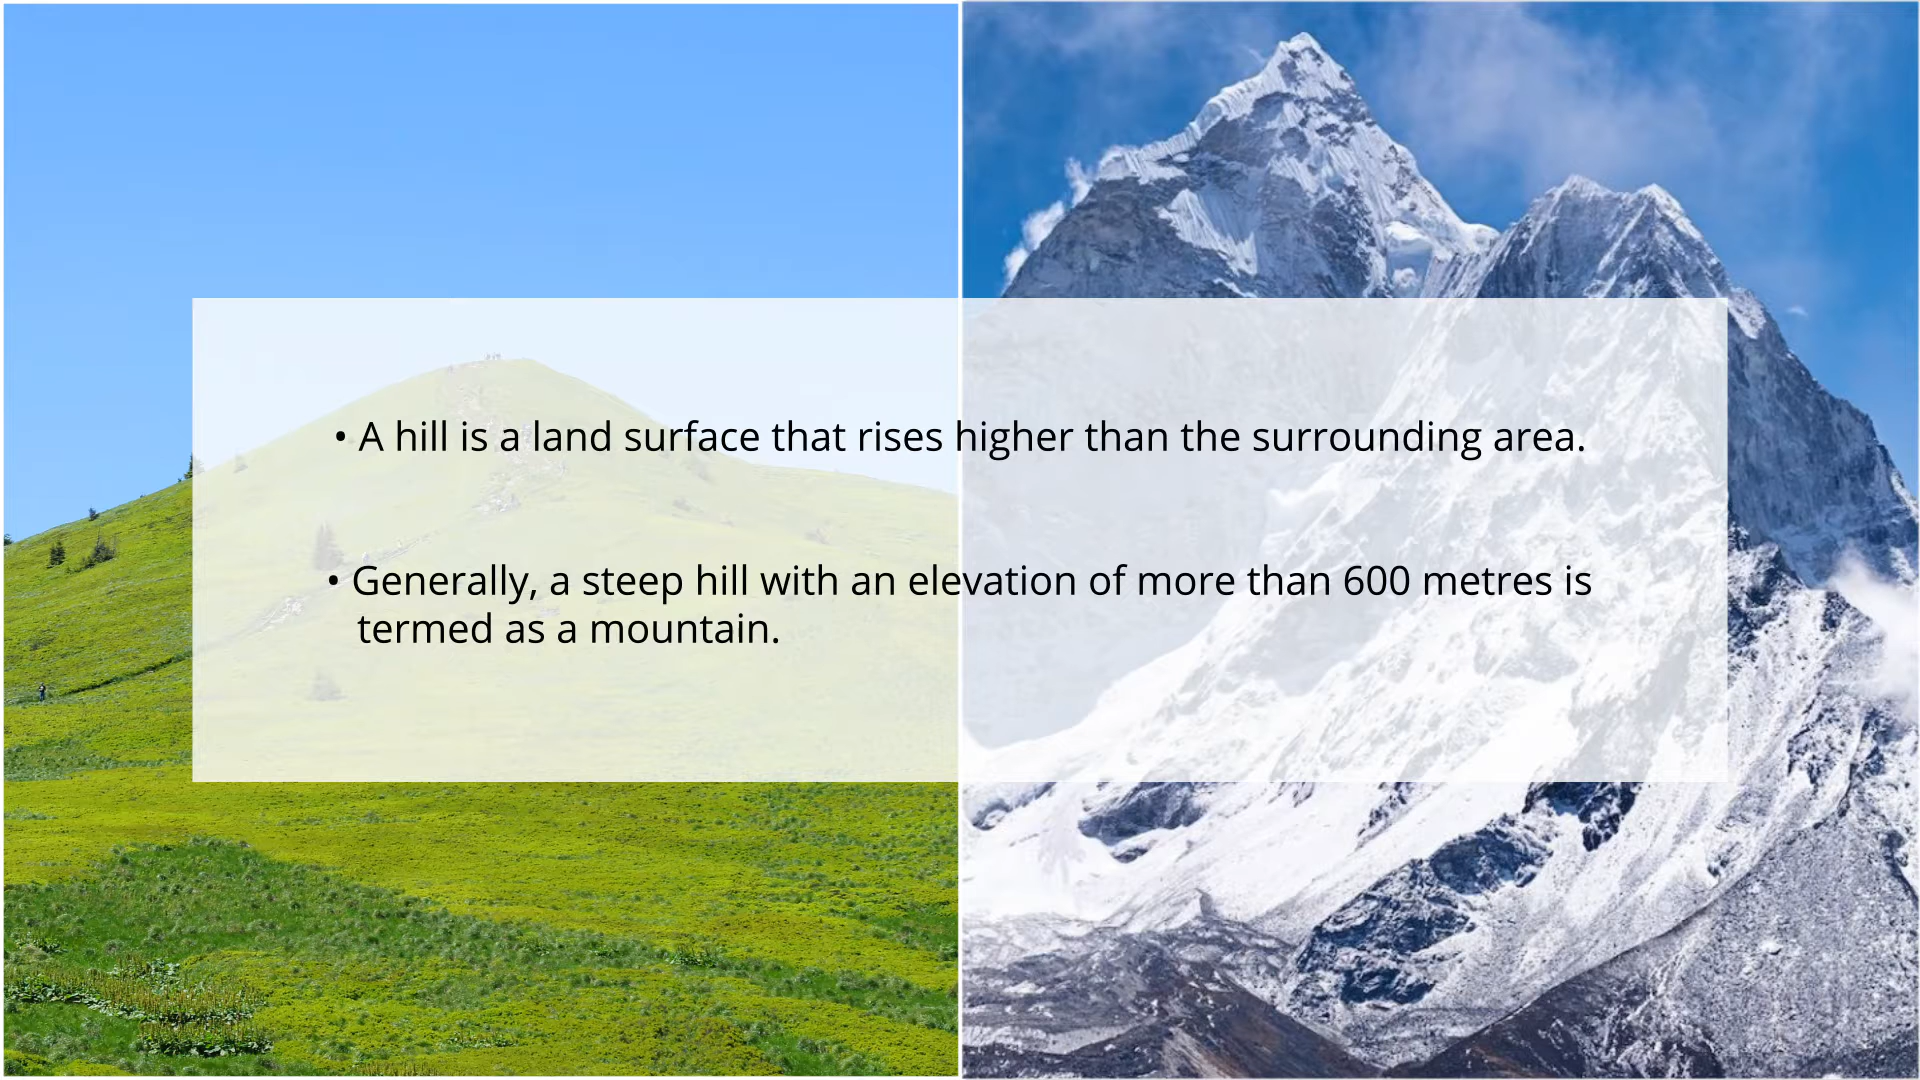 • A hill is a land surface that rises higher than the surrounding area.
• Generally, a steep hill with an elevation of more than 600 metres is
termed as a mountain.